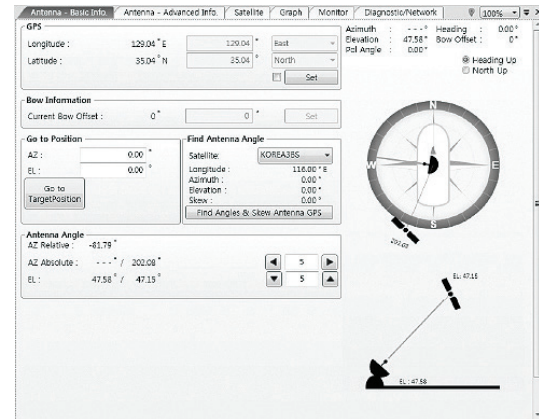 Antenna - Basic Info. Antenna - Advanced Info. Satellite Graph Monitor Diagnostic/Network 100%
GPS
Longitude : 129.04 ° E 129.04 ° East
Latitude : 35.04 ° N 35.04 ° North
Set
Azimuth : ---° Heading : 0.00°
Elevation : 47.58° Bow Offset : 0°
Pol Angle : 0.00°
Heading Up
North Up
Bow Information
Current Bow Offset : 0° 0 ° Set
Go to Position
AZ : 0.00 °
EL : 0.00 °
Go to
TargetPosition
Find Antenna Angle
Satellite: KOREA3BS
Longitude : 116.00 ° E
Azimuth : 0.00 °
Elevation : 0.00 °
Skew : 0.00 °
Find Angles & Skew Antenna GPS
N
W
E
S
202.08
Antenna Angle
AZ Relative : -81.79 °
AZ Absolute : ---° / 202.08 ° 5
EL : 47.58 ° / 47.15 ° 5
EL: 47.15
EL : 47.58